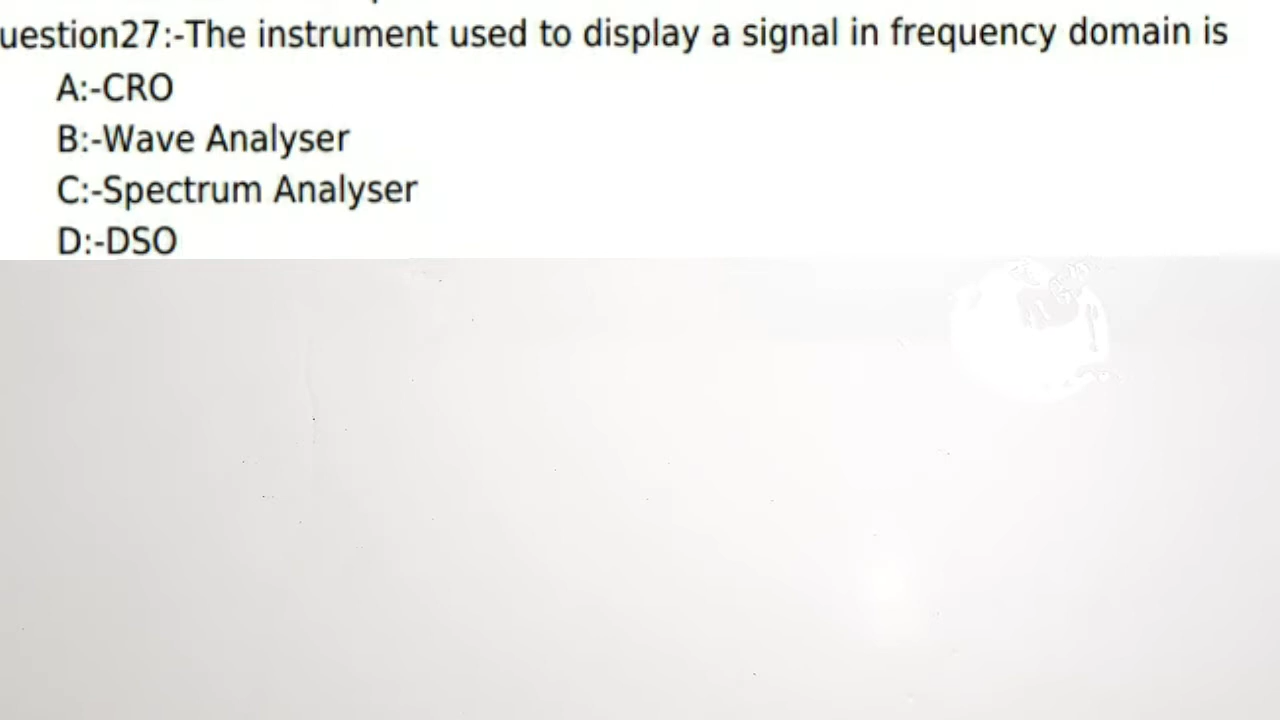 uestion27:-The instrument used to display a signal in frequency domain is
A:-CRO
B:-Wave Analyser
C:-Spectrum Analyser
D:-DSO